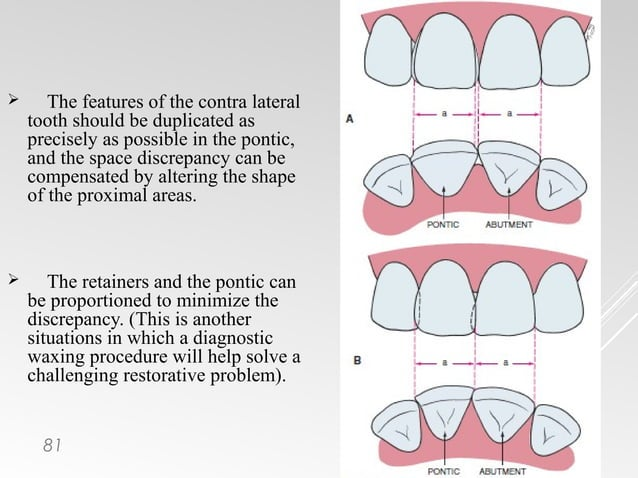 ➢ The features of the contra lateral
tooth should be duplicated as
precisely as possible in the pontic,
and the space discrepancy can be
compensated by altering the shape
of the proximal areas.
➢ The retainers and the pontic can
be proportioned to minimize the
discrepancy. (This is another
situations in which a diagnostic
waxing procedure will help solve a
challenging restorative problem).
81
A
a a
PONTIC ABUTMENT
B
a a
PONTIC ABUTMENT